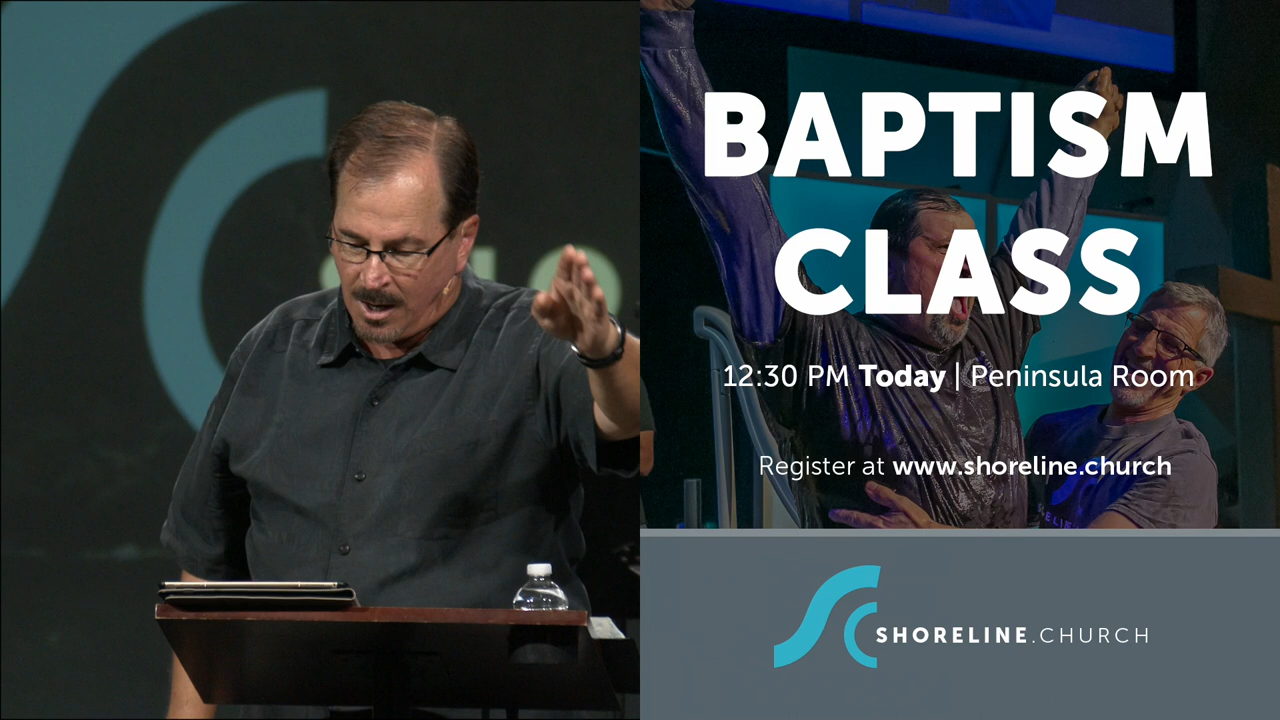 BAPTISM
CLASS
12:30 PM Today | Peninsula Room
Register at www.shoreline.church
SHORELINE.CHURCH